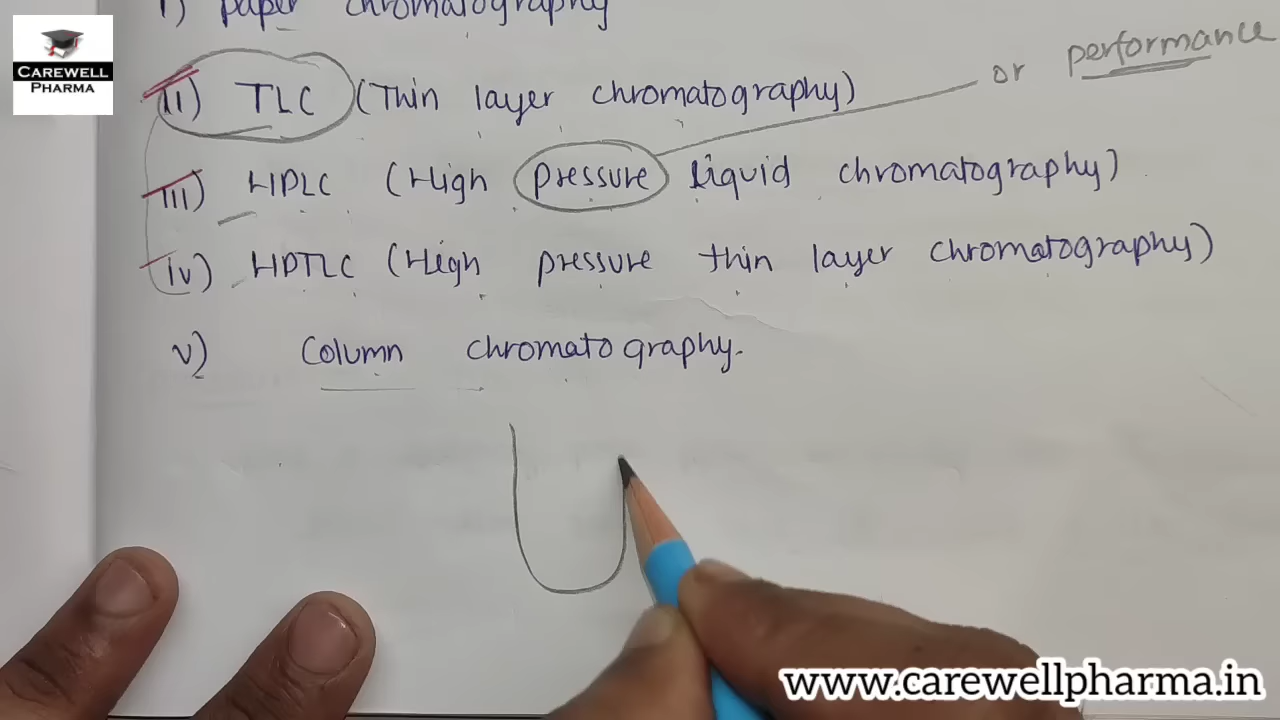 i) paper chromatography
CAREWELL
PHARMA
or performance
ii) TLC (Thin layer chromatography)
iii) HPLC (High pressure liquid chromatography)
iv) HPTLC (High pressure thin layer chromatography)
v) Column chromatography.
www.carewellpharma.in